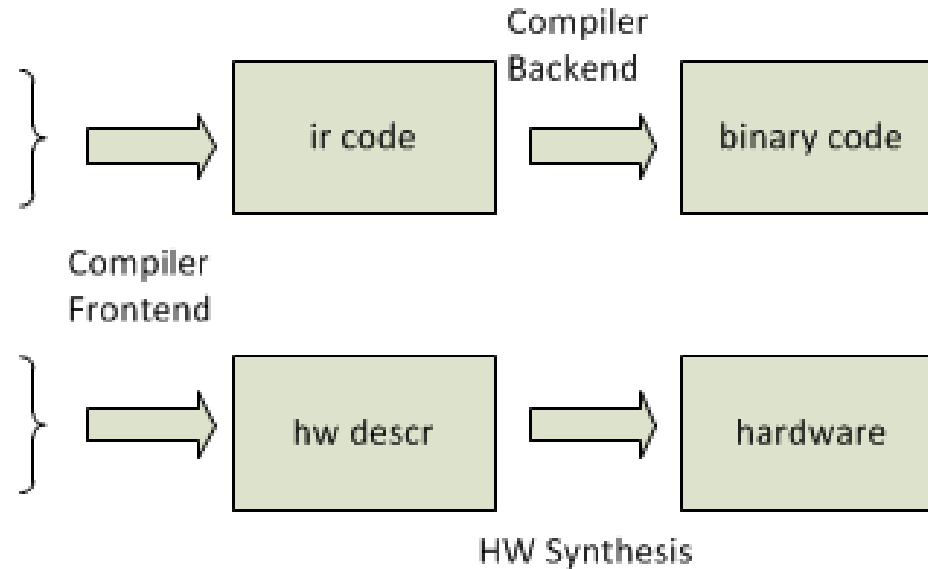 Compiler
Backend
ir code
binary code
Compiler
Frontend
hw descr
hardware
HW Synthesis